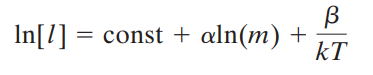 ln[l] = const + αln(m) + β/kT